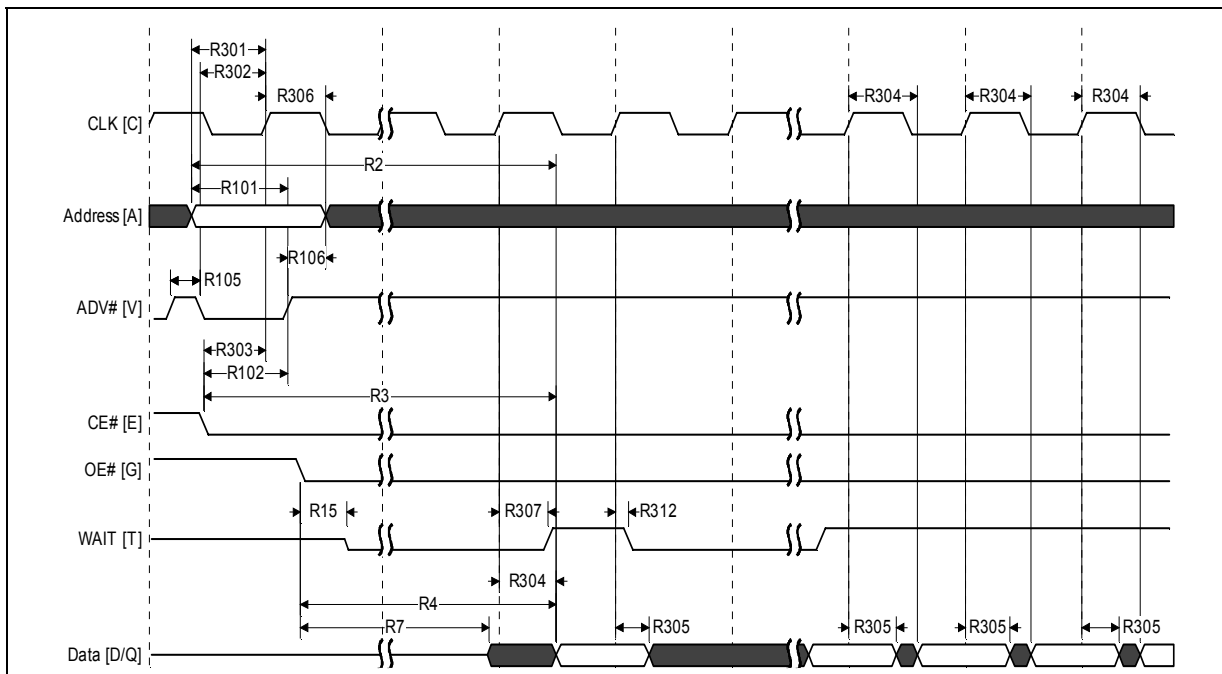 R301
R302
R306
R304 R304 R304
CLK [C]
R2
R101
Address [A]
R106
R105
ADV# [V]
R303
R102
R3
CE# [E]
OE# [G]
R15 R307 R312
WAIT [T]
R304
R4
R7 R305 R305 R305 R305
Data [D/Q]